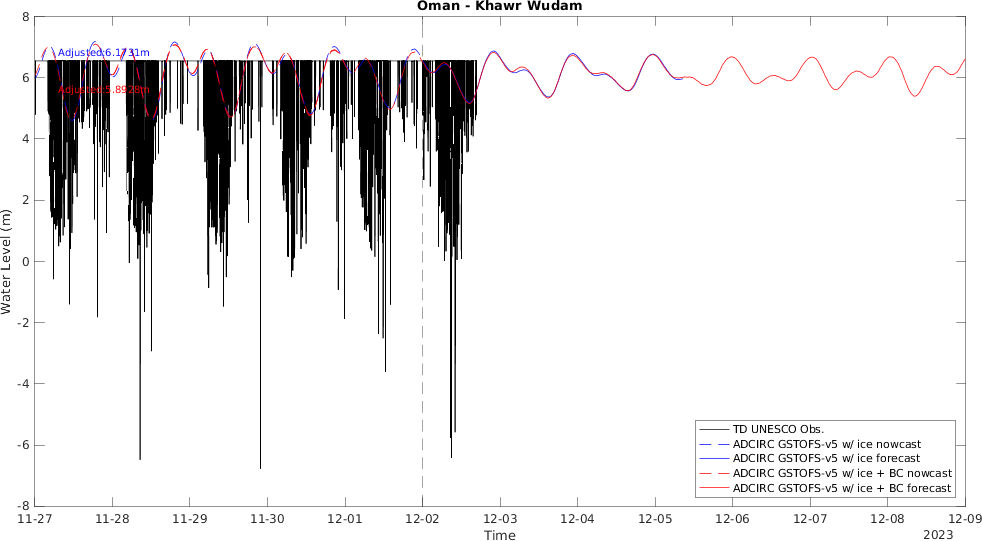 Oman - Khawr Wudam
Water Level (m)
8
6
4
2
0
-2
-4
-6
-8
Adjusted:6.1731m
Adjusted:5.8928m
TD UNESCO Obs.
ADCIRC GSTOFS-v5 w/ ice nowcast
ADCIRC GSTOFS-v5 w/ ice forecast
ADCIRC GSTOFS-v5 w/ ice + BC nowcast
ADCIRC GSTOFS-v5 w/ ice + BC forecast
11-27 11-28 11-29 11-30 12-01 12-02 12-03 12-04 12-05 12-06 12-07 12-08 12-09
Time
2023